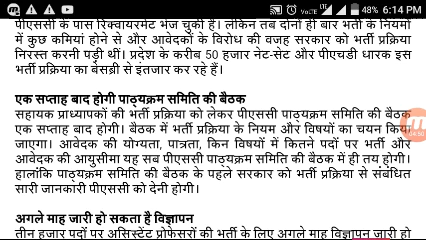 48% 6:14 PM
पीएससी के पास रिक्वायरमेंट भेज चुकी है। लेकिन तब दोनों ही बार भर्ती के नियमों
में कुछ कमियां होने से और आवेदकों के विरोध की वजह सरकार को भर्ती प्रक्रिया
निरस्त करनी पड़ी थीं। प्रदेश के करीब 50 हजार नेट-सेट और पीएचडी धारक इस
भर्ती प्रक्रिया का बेसब्री से इंतजार कर रहे हैं।
एक सप्ताह बाद होगी पाठ्यक्रम समिति की बैठक
सहायक प्राध्यापकों की भर्ती प्रक्रिया को लेकर पीएससी पाठ्यक्रम समिति की बैठक
एक सप्ताह बाद होगी। बैठक में भर्ती प्रक्रिया के नियम और विषयों का चयन किया
जाएगा। आवेदक की योग्यता, पात्रता, किन विषयों में कितने पदों पर भर्ती और
आवेदक की आयुसीमा यह सब पीएससी पाठ्यक्रम समिति की बैठक में ही तय होगी।
हालांकि पाठ्यक्रम समिति की बैठक के पहले सरकार को भर्ती प्रक्रिया से संबंधित
सारी जानकारी पीएससी को देनी होगी।
अगले माह जारी हो सकता है विज्ञापन
तीन हजार पदों पर असिस्टेंट प्रोफेसरों की भर्ती के लिए अगले माह विज्ञापन जारी हो